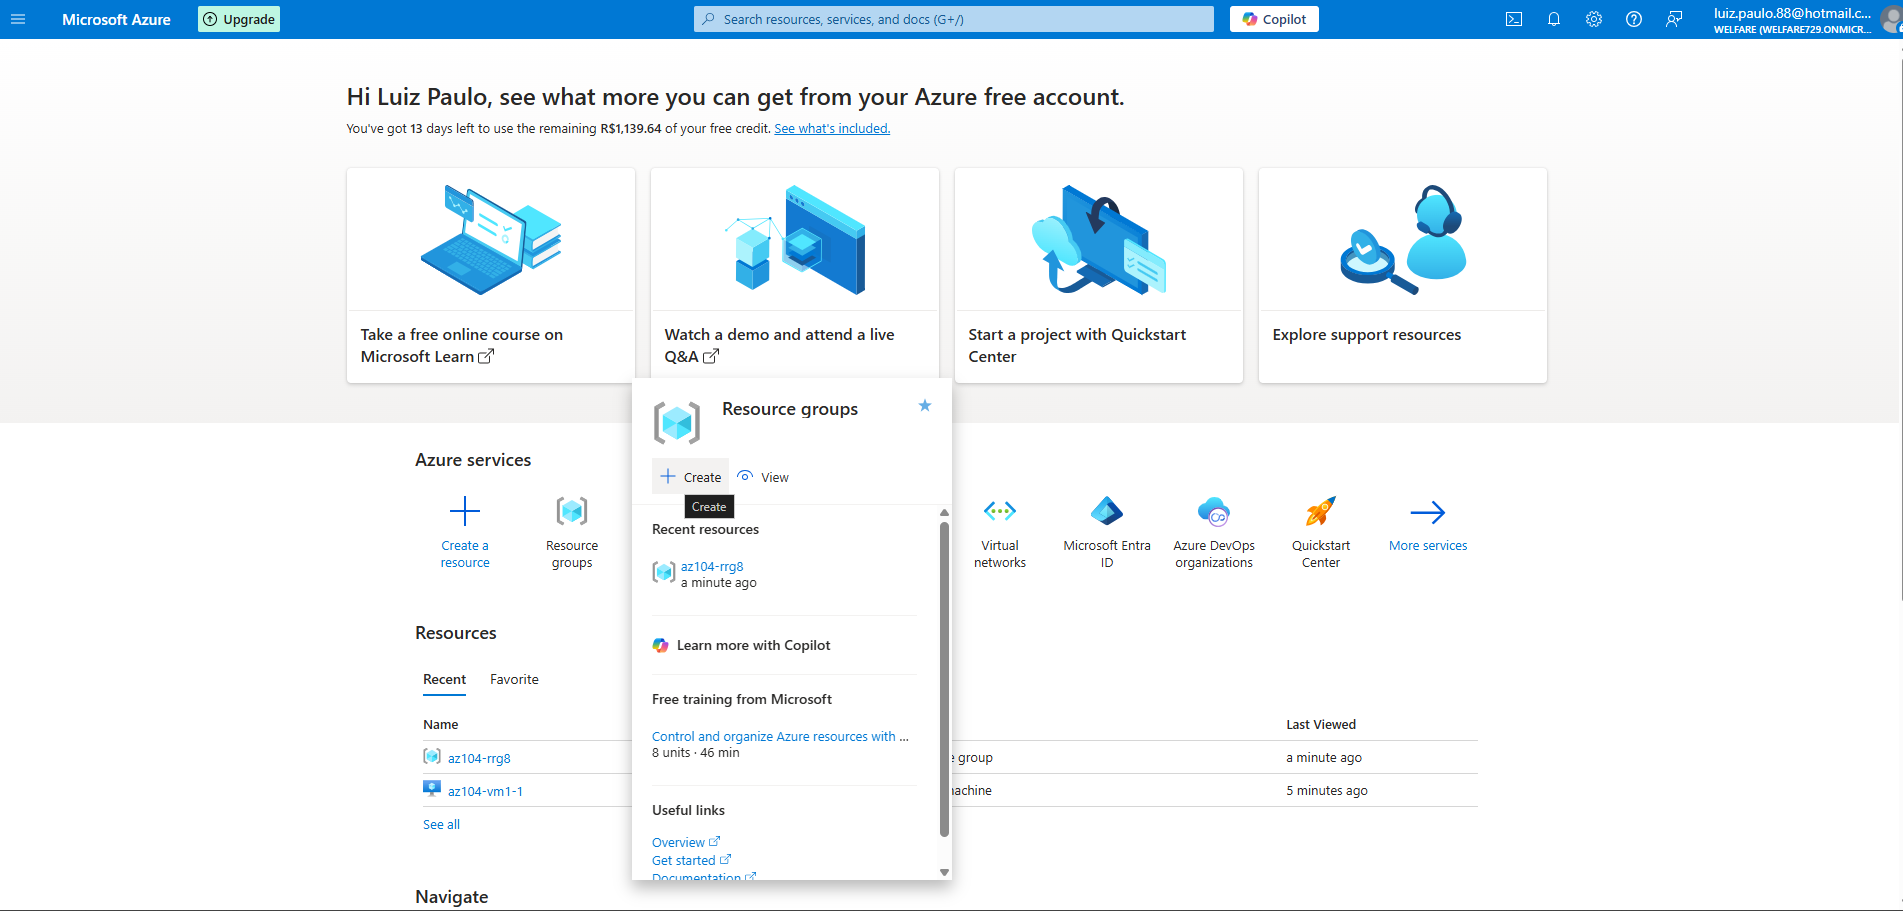 Microsoft Azure
Upgrade
Search resources, services, and docs (G+/)
Copilot
luiz.paulo.88@hotmail.c...
WELFARE (WELFARE729.ONMICR...
Hi Luiz Paulo, see what more you can get from your Azure free account.
You've got 13 days left to use the remaining R$1,139.64 of your free credit. See what's included.
Take a free online course on
Microsoft Learn
Watch a demo and attend a live
Q&A
Start a project with Quickstart
Center
Explore support resources
Resource groups
Create
View
Create
Recent resources
az104-rrg8
a minute ago
Learn more with Copilot
Free training from Microsoft
Control and organize Azure resources with ...
8 units · 46 min
Useful links
Overview
Get started
Documentation
Azure services
Create a
resource
Resource
groups
Virtual
networks
Microsoft Entra
ID
Azure DevOps
organizations
Quickstart
Center
More services
Resources
Recent
Favorite
Name
Last Viewed
az104-rrg8
group
a minute ago
az104-vm1-1
achine
5 minutes ago
See all
Navigate